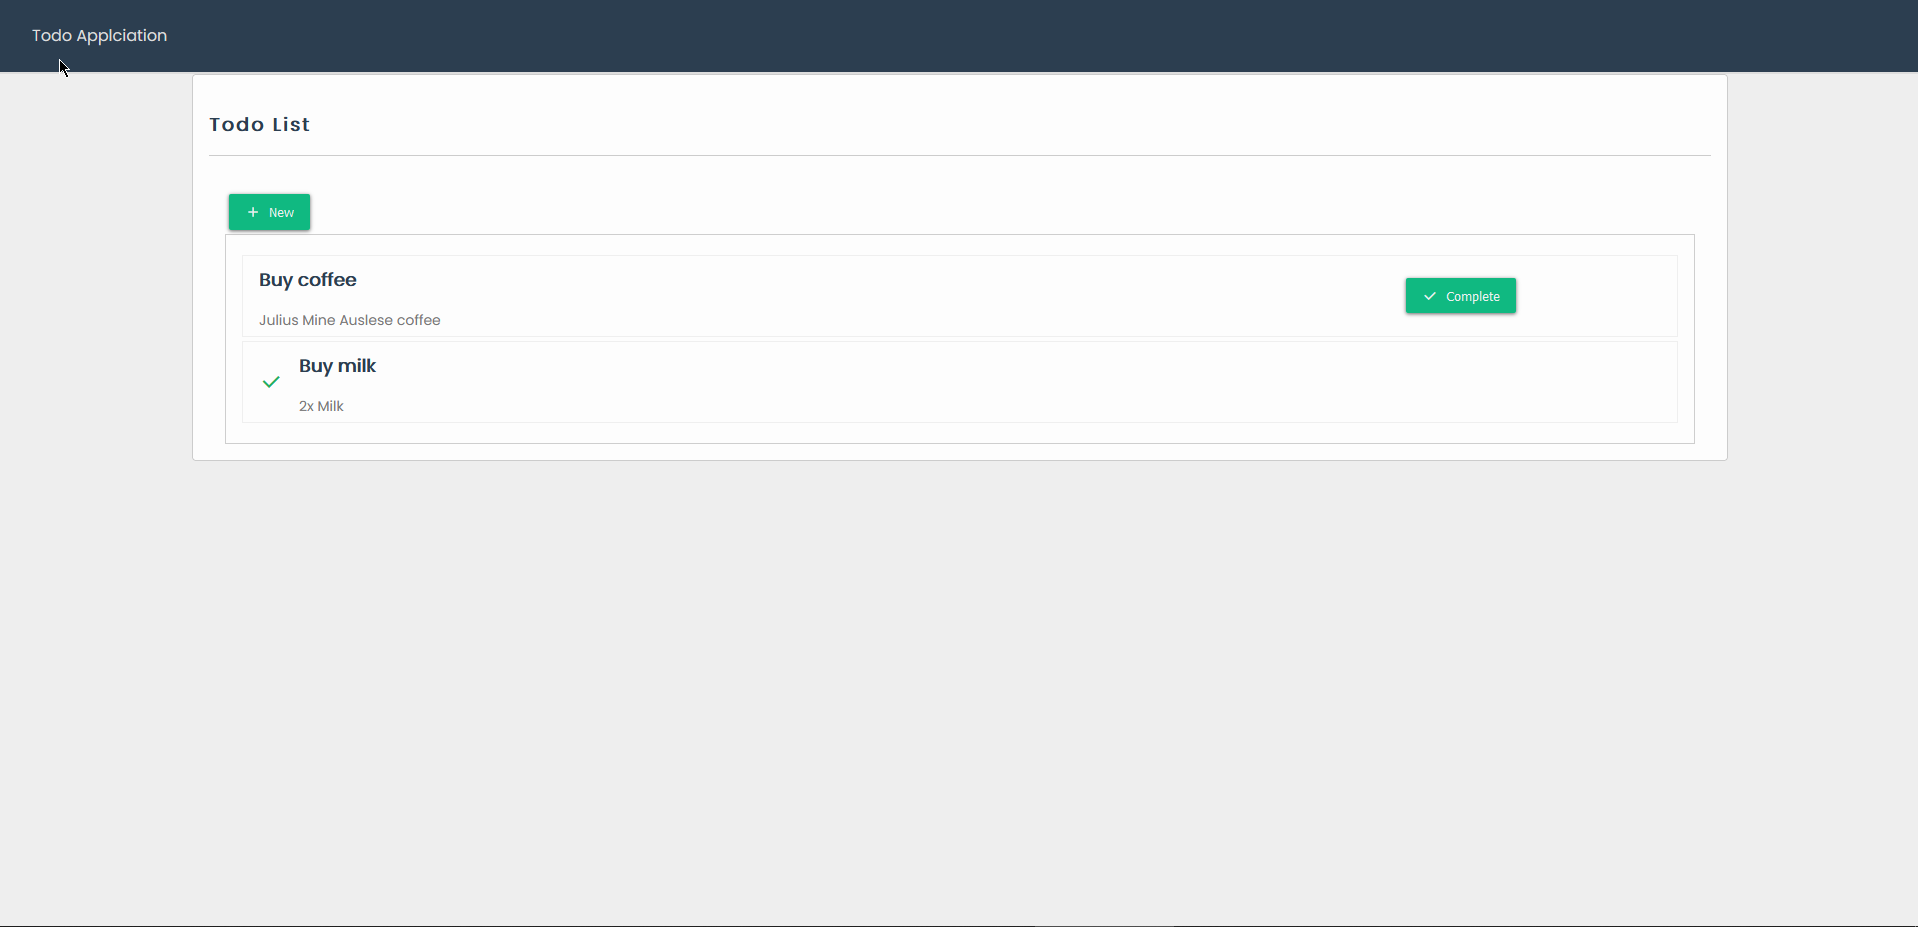 Todo Applciation
Todo List
New
Buy coffee
Complete
Julius Mine Auslese coffee
Buy milk
2x Milk